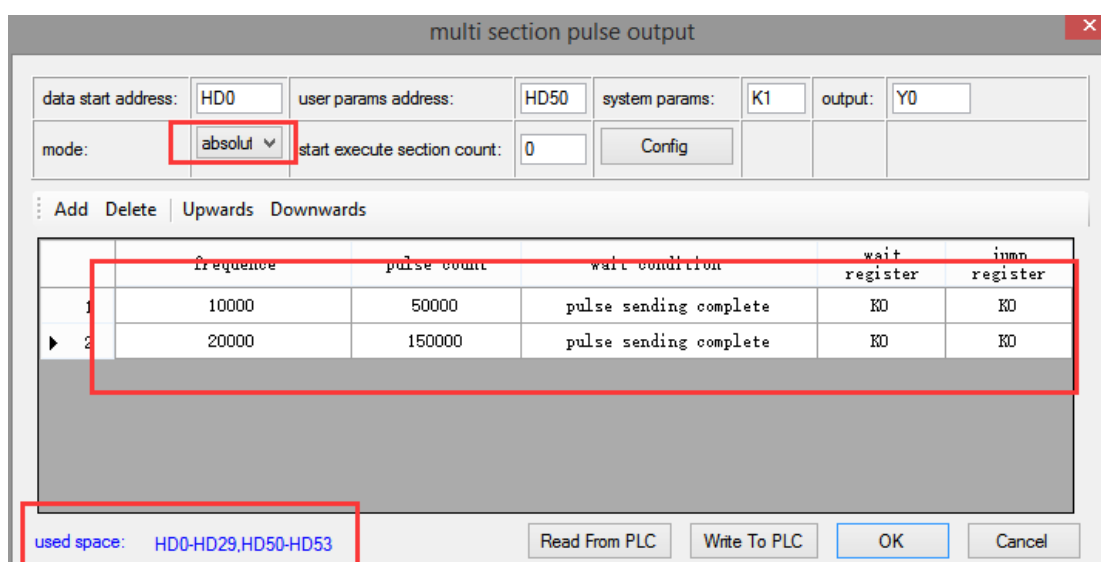 multi section pulse output
data start address: HD0 user params address: HD50 system params: K1 output: Y0
mode: absolut start execute section count: 0 Config
Add Delete Upwards Downwards
frequence pulse count wait condition wait register jump register
1 10000 50000 pulse sending complete K0 K0
2 20000 150000 pulse sending complete K0 K0
used space: HD0-HD29,HD50-HD53 Read From PLC Write To PLC OK Cancel